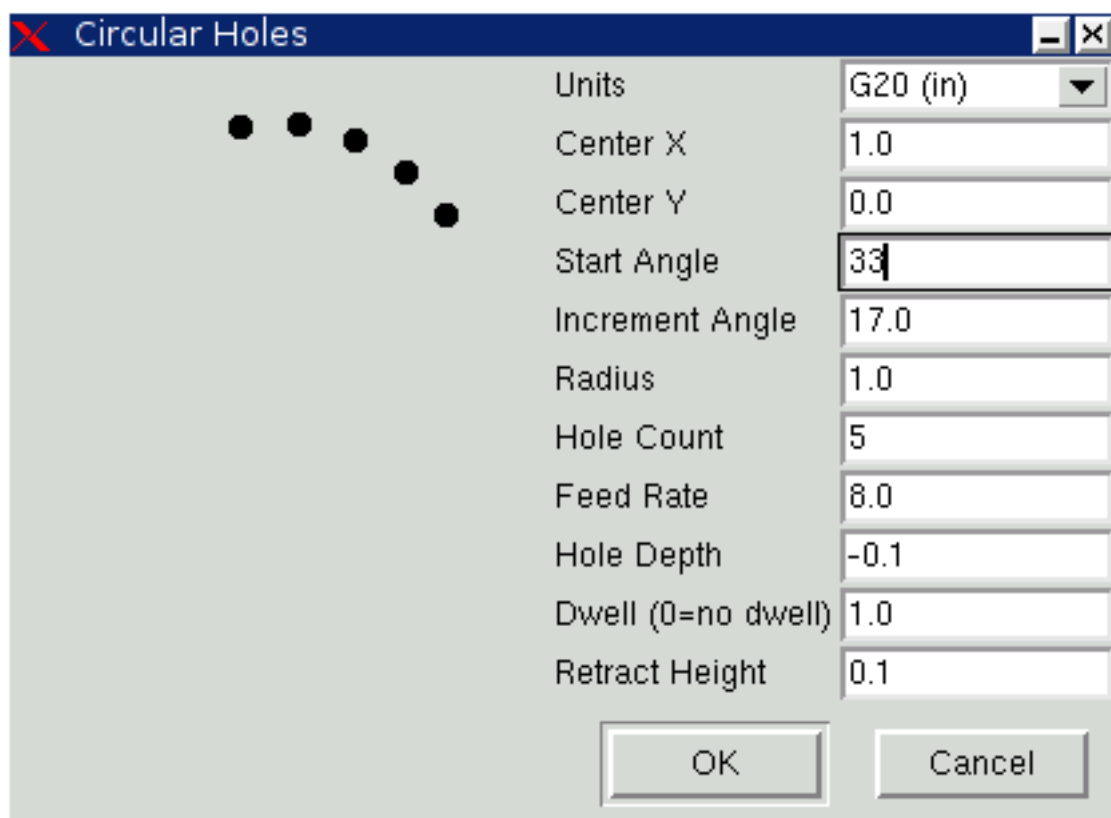 Circular Holes
Units G20 (in)
Center X 1.0
Center Y 0.0
Start Angle 33
Increment Angle 17.0
Radius 1.0
Hole Count 5
Feed Rate 8.0
Hole Depth -0.1
Dwell (0=no dwell) 1.0
Retract Height 0.1
OK Cancel